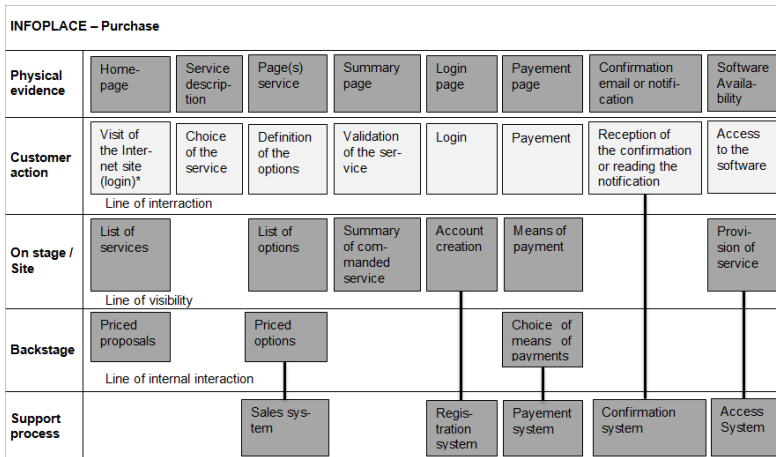 INFOPLACE – Purchase
Physical
evidence
Home-
page
Service
descrip-
tion
Page(s)
service
Summary
page
Login
page
Payement
page
Confirmation
email or notifi-
cation
Software
Availa-
bility
Customer
action
Visit of
the Inter-
net site
(login)*
Choice
of the
service
Definition
of the
options
Validation
of the ser-
vice
Login
Payement
Reception of
the confirmation
or reading the
notification
Access
to the
software
Line of interraction
On stage /
Site
List of
services
List of
options
Summary
of com-
manded
service
Account
creation
Means of
payment
Provi-
sion of
service
Line of visibility
Backstage
Priced
proposals
Priced
options
Choice of
means of
payments
Line of internal interaction
Support
process
Sales sys-
tem
Regis-
tration
system
Payement
system
Confirmation
system
Access
System